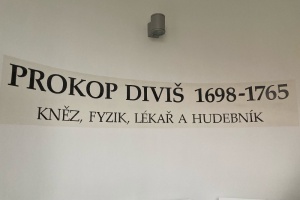 PROKOP DIVIŠ 1698-1765
KNĚZ, FYZIK, LÉKAŘ A HUDEBNÍK